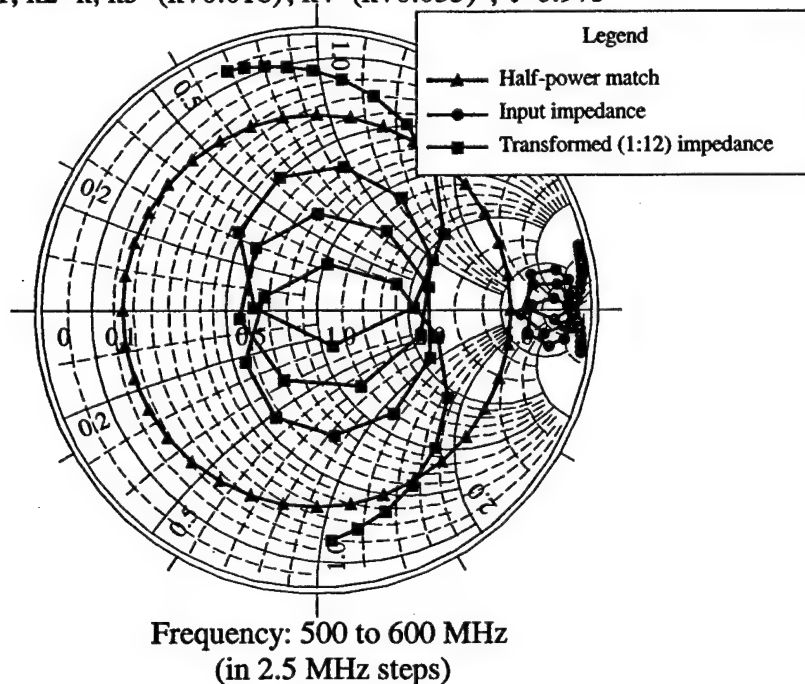 Legend
Half-power match
Input impedance
Transformed (1:12) impedance
1.0
0.5
0.2
0 0.1 0.5 1.0
0.2
0.5
0.2
1.0
Frequency: 500 to 600 MHz
(in 2.5 MHz steps)